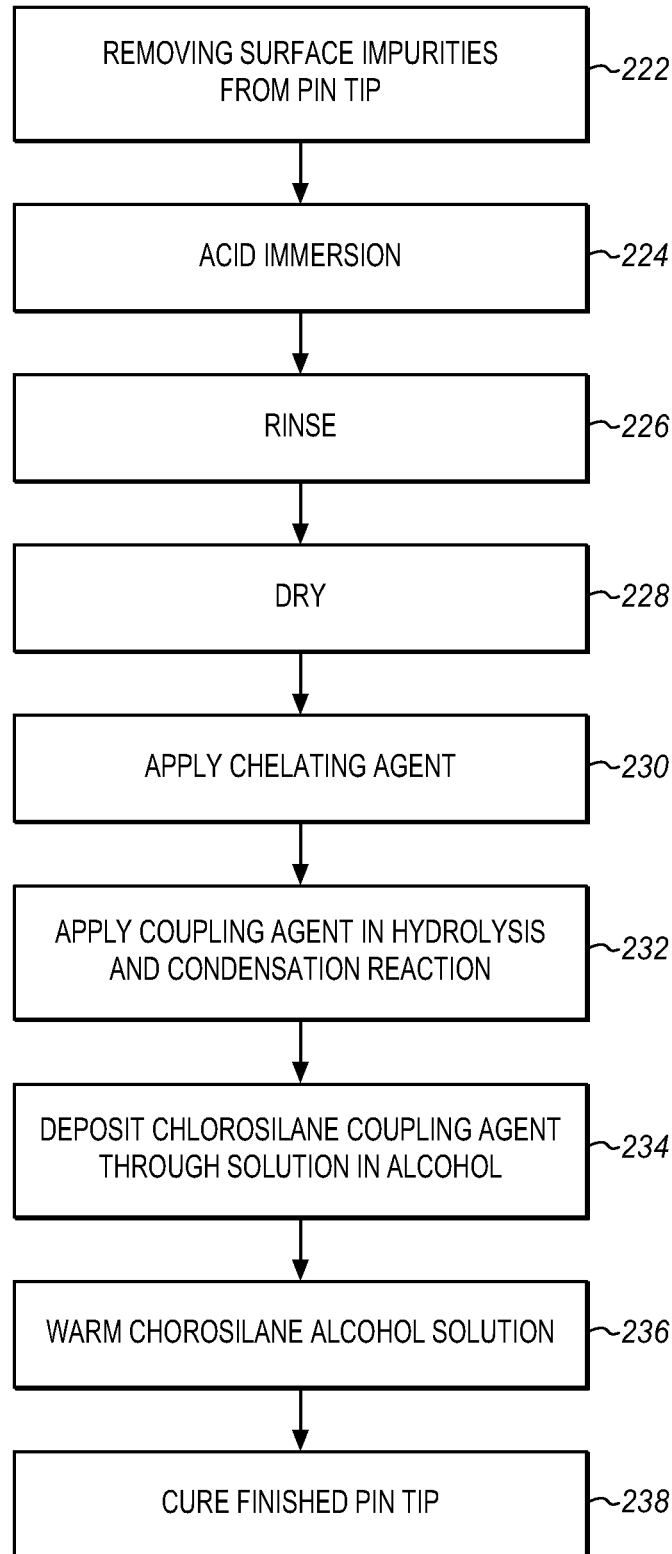 REMOVING SURFACE IMPURITIES
FROM PIN TIP
222
ACID IMMERSION
224
RINSE
226
DRY
228
APPLY CHELATING AGENT
230
APPLY COUPLING AGENT IN HYDROLYSIS
AND CONDENSATION REACTION
232
DEPOSIT CHLOROSILANE COUPLING AGENT
THROUGH SOLUTION IN ALCOHOL
234
WARM CHOROSILANE ALCOHOL SOLUTION
236
CURE FINISHED PIN TIP
238